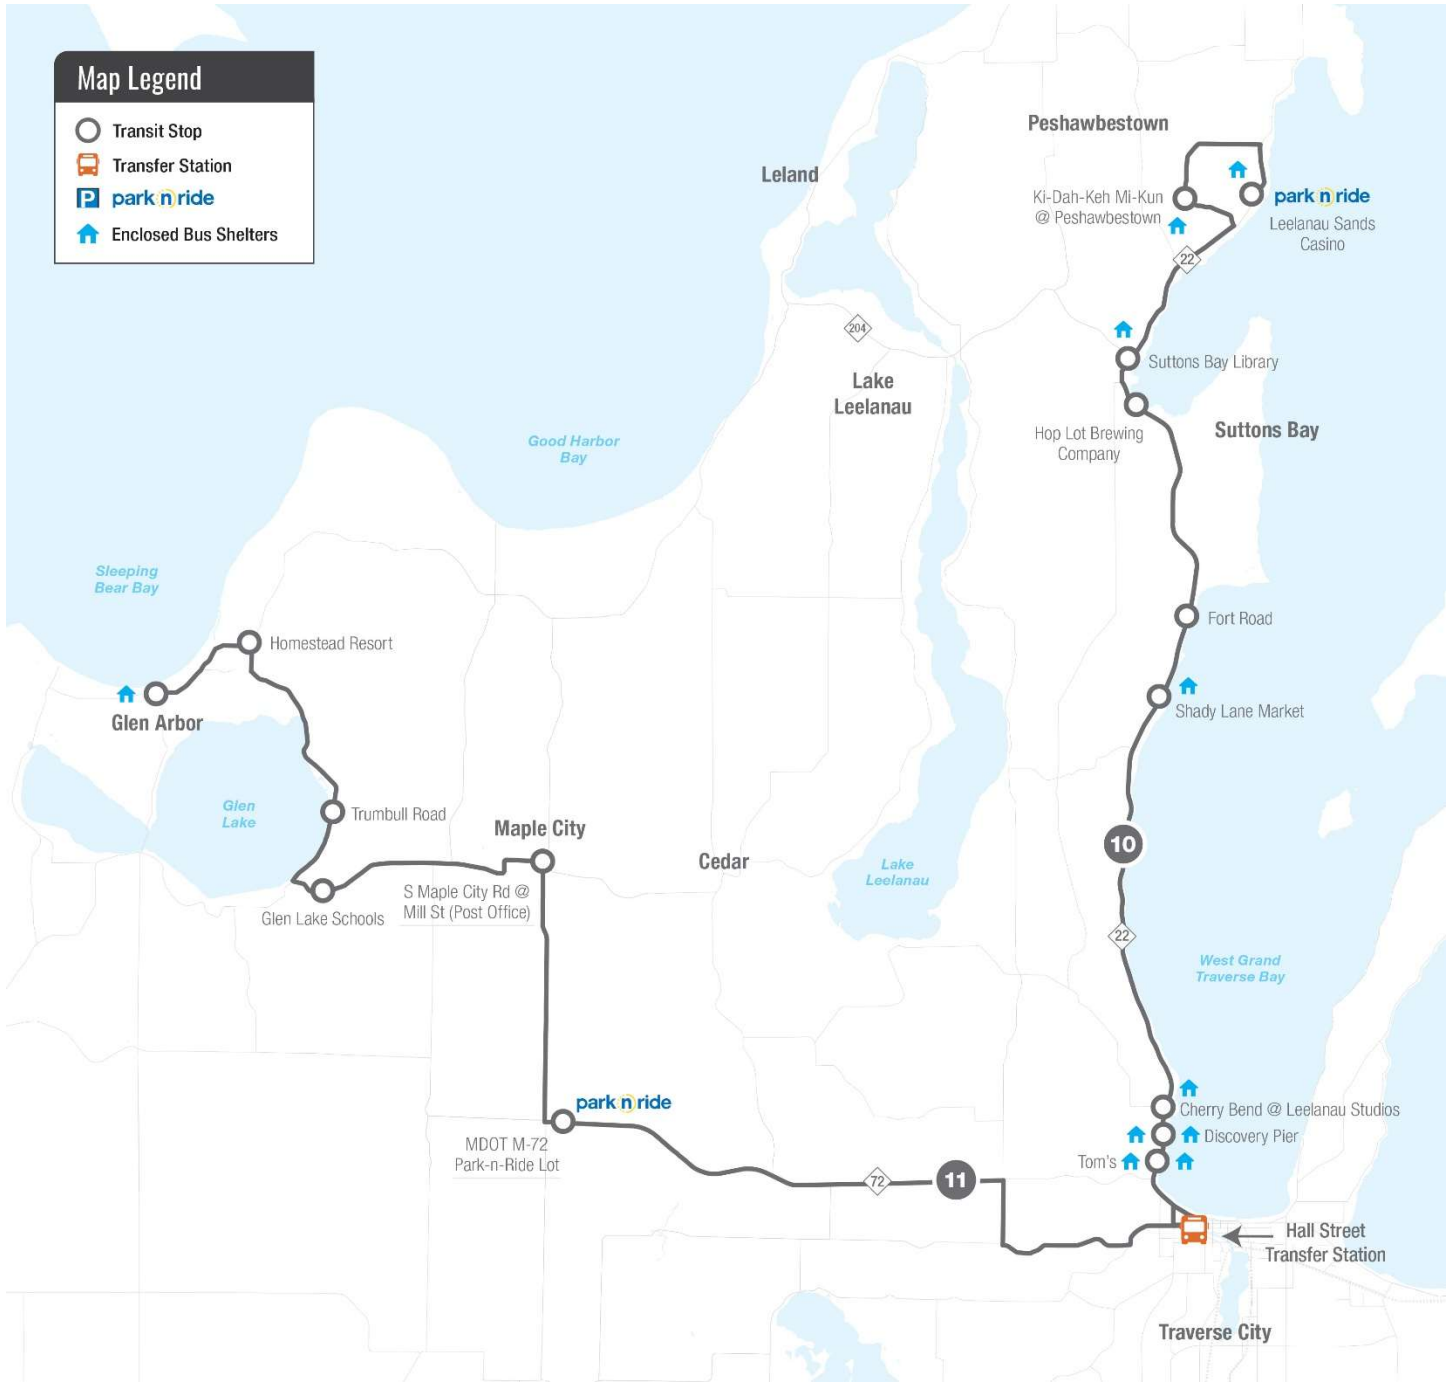 Map Legend
Transit Stop
Transfer Station
P park n ride
Enclosed Bus Shelters
Peshawbestown
Leland
Ki-Dah-Keh Mi-Kun
@ Peshawbestown
park n ride
Leelanau Sands
Casino
22
204
Suttons Bay Library
Lake
Leelanau
Hop Lot Brewing
Company
Suttons Bay
Good Harbor
Bay
Sleeping
Bear Bay
Homestead Resort
Fort Road
Glen Arbor
Shady Lane Market
Glen
Lake
Trumbull Road
Maple City
10
Cedar
Lake
Leelanau
S Maple City Rd @
Mill St (Post Office)
Glen Lake Schools
22
West Grand
Traverse Bay
park n ride
MDOT M-72
Park-n-Ride Lot
Cherry Bend @ Leelanau Studios
Discovery Pier
Tom's
72
11
Hall Street
Transfer Station
Traverse City